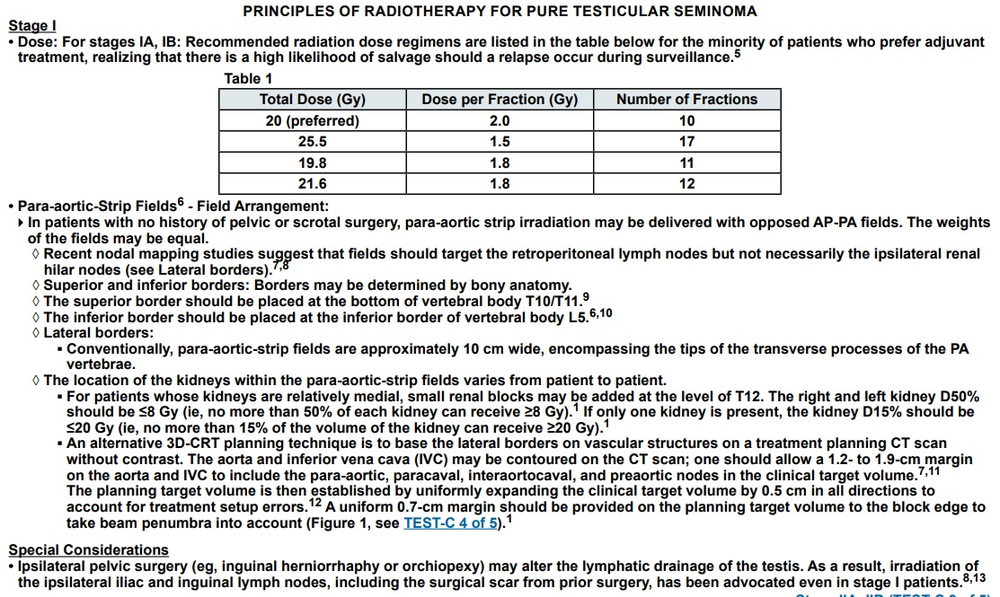 PRINCIPLES OF RADIOTHERAPY FOR PURE TESTICULAR SEMINOMA
Stage I
• Dose: For stages IA, IB: Recommended radiation dose regimens are listed in the table below for the minority of patients who prefer adjuvant
treatment, realizing that there is a high likelihood of salvage should a relapse occur during surveillance.5
Table 1
Total Dose (Gy) Dose per Fraction (Gy) Number of Fractions
20 (preferred) 2.0 10
25.5 1.5 17
19.8 1.8 11
21.6 1.8 12
• Para-aortic-Strip Fields6 - Field Arrangement:
▸ In patients with no history of pelvic or scrotal surgery, para-aortic strip irradiation may be delivered with opposed AP-PA fields. The weights
of the fields may be equal.
◊ Recent nodal mapping studies suggest that fields should target the retroperitoneal lymph nodes but not necessarily the ipsilateral renal
hilar nodes (see Lateral borders).7,8
◊ Superior and inferior borders: Borders may be determined by bony anatomy.
◊ The superior border should be placed at the bottom of vertebral body T10/T11.9
◊ The inferior border should be placed at the inferior border of vertebral body L5.6,10
◊ Lateral borders:
▪ Conventionally, para-aortic-strip fields are approximately 10 cm wide, encompassing the tips of the transverse processes of the PA
vertebrae.
◊ The location of the kidneys within the para-aortic-strip fields varies from patient to patient.
▪ For patients whose kidneys are relatively medial, small renal blocks may be added at the level of T12. The right and left kidney D50%
should be ≤8 Gy (ie, no more than 50% of each kidney can receive ≥8 Gy).1 If only one kidney is present, the kidney D15% should be
≤20 Gy (ie, no more than 15% of the volume of the kidney can receive ≥20 Gy).1
▪ An alternative 3D-CRT planning technique is to base the lateral borders on vascular structures on a treatment planning CT scan
without contrast. The aorta and inferior vena cava (IVC) may be contoured on the CT scan; one should allow a 1.2- to 1.9-cm margin
on the aorta and IVC to include the para-aortic, paracaval, interaortocaval, and preaortic nodes in the clinical target volume.7,11
The planning target volume is then established by uniformly expanding the clinical target volume by 0.5 cm in all directions to
account for treatment setup errors.12 A uniform 0.7-cm margin should be provided on the planning target volume to the block edge to
take beam penumbra into account (Figure 1, see TEST-C 4 of 5).1
Special Considerations
• Ipsilateral pelvic surgery (eg, inguinal herniorrhaphy or orchiopexy) may alter the lymphatic drainage of the testis. As a result, irradiation of
the ipsilateral iliac and inguinal lymph nodes, including the surgical scar from prior surgery, has been advocated even in stage I patients.8,13